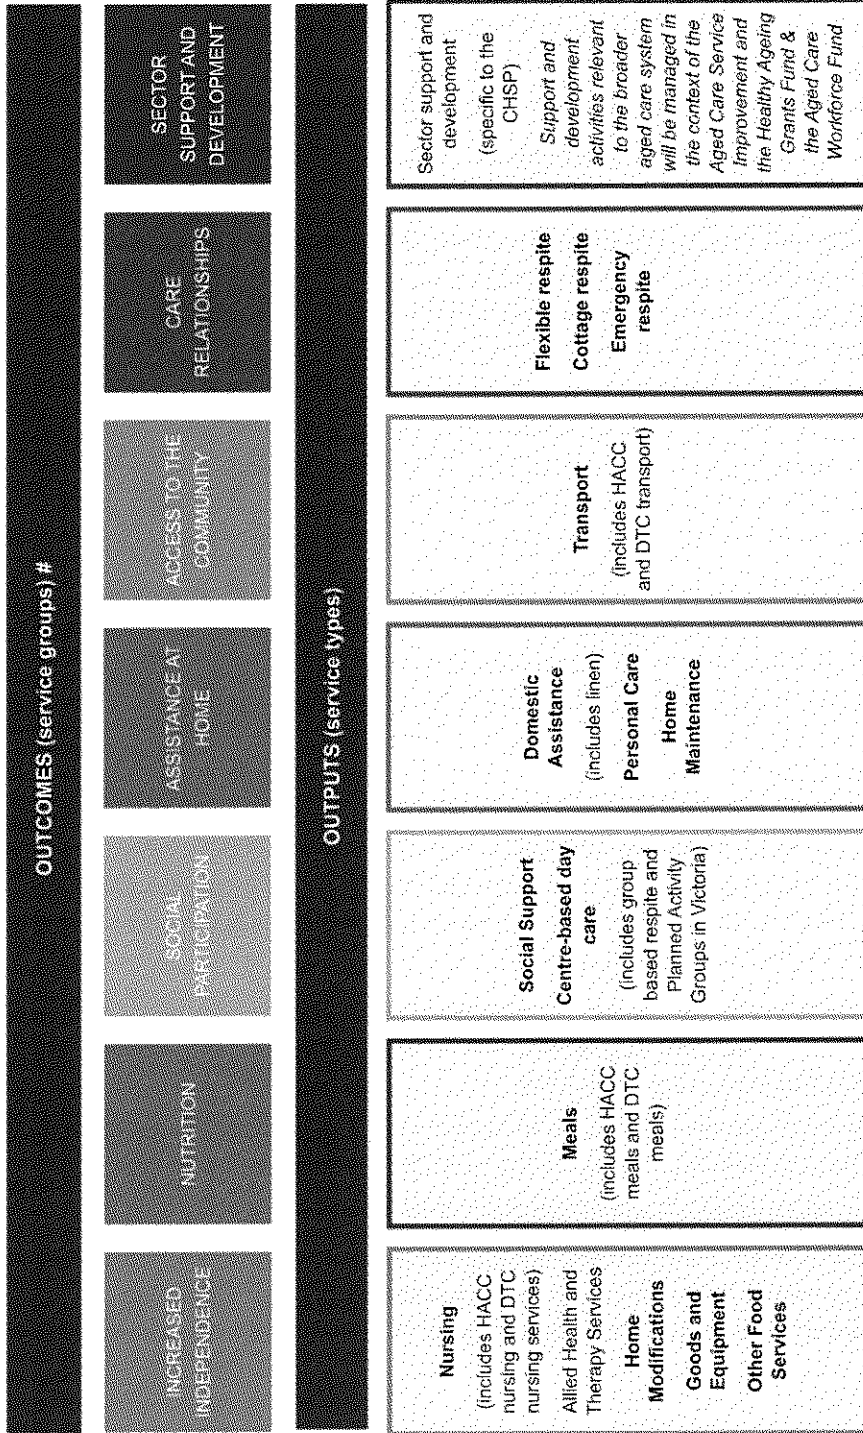 OUTCOMES (service groups) #
INCREASED
INDEPENDENCE
NUTRITION
SOCIAL
PARTICIPATION
ASSISTANCE AT
HOME
ACCESS TO THE
COMMUNITY
CARE
RELATIONSHIPS
SECTOR
SUPPORT AND
DEVELOPMENT
OUTPUTS (service types)
Nursing
(includes HACC
nursing and DTC
nursing services)
Allied Health and
Therapy Services
Home
Modifications
Goods and
Equipment
Other Food
Services
Meals
(includes HACC
meals and DTC
meals)
Social Support
Centre-based day
care
(includes group
based respite and
Planned Activity
Groups in Victoria)
Domestic
Assistance
(includes linen)
Personal Care
Home
Maintenance
Transport
(includes HACC
and DTC transport)
Flexible respite
Cottage respite
Emergency
respite
Sector support and
development
(specific to the
CHSP)
Support and
development
activities relevant
to the broader
aged care system
will be managed in
the context of the
Aged Care Service
Improvement and
the Healthy Ageing
Grants Fund &
the Aged Care
Workforce Fund